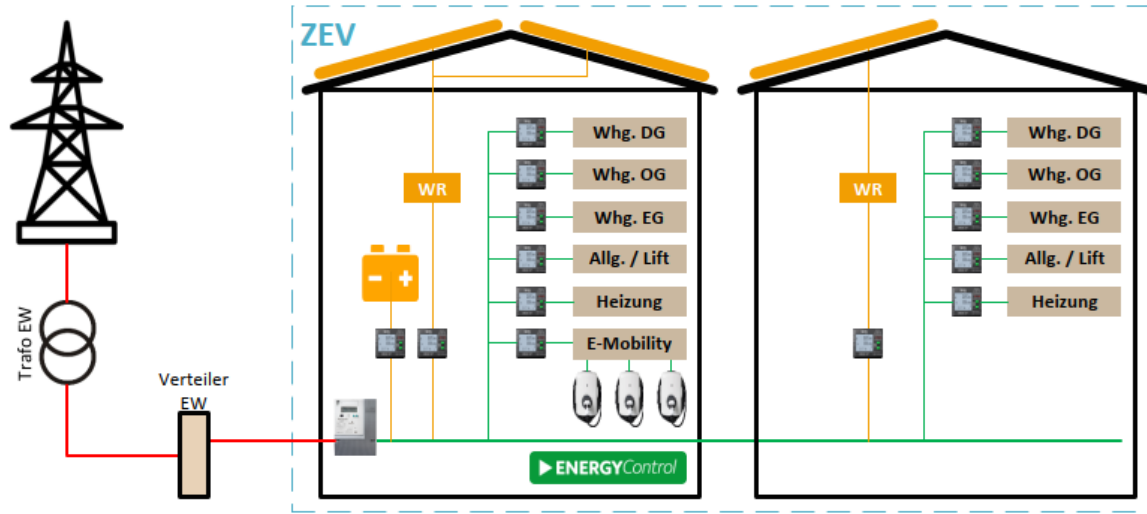 ZEV
Whg. DG
Whg. OG
WR
Whg. EG
Allg. / Lift
Heizung
E-Mobility
Trafo EW
Verteiler
EW
ENERGYControl
Whg. DG
Whg. OG
WR
Whg. EG
Allg. / Lift
Heizung